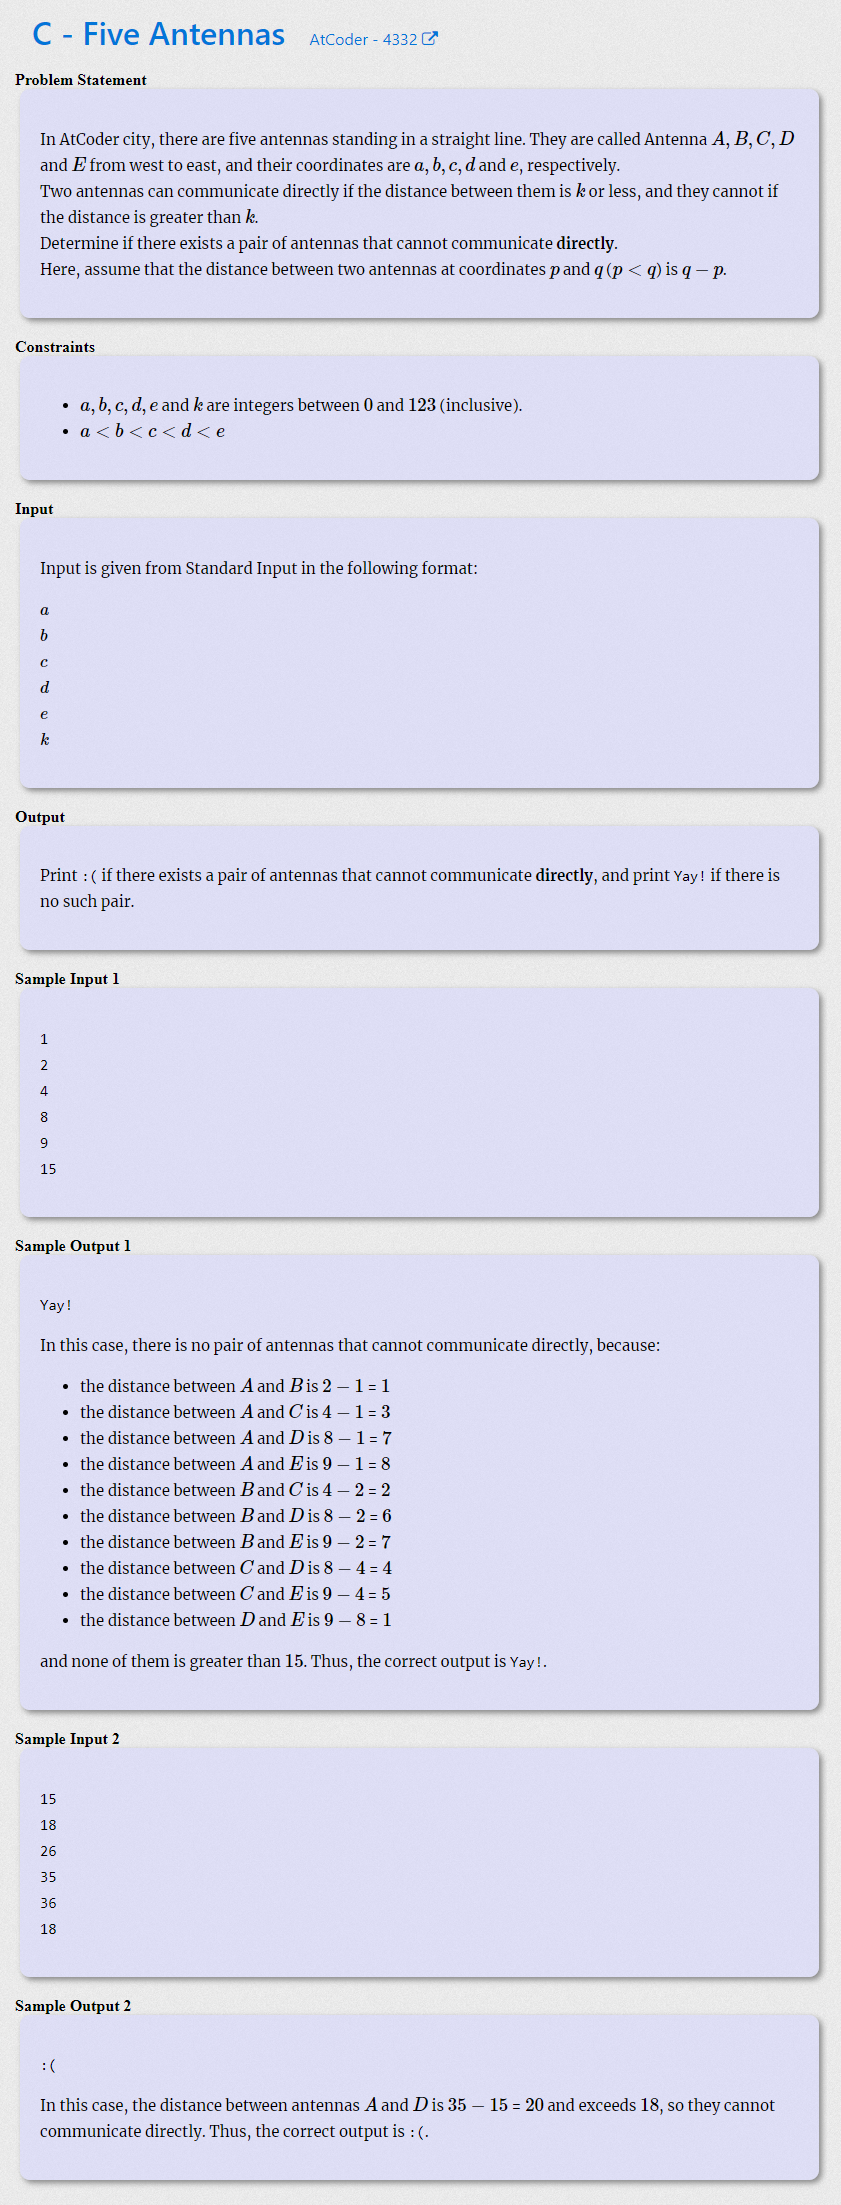 C - Five Antennas AtCoder - 4332
Problem Statement
In AtCoder city, there are five antennas standing in a straight line. They are called Antenna A, B, C, D
and E from west to east, and their coordinates are a, b, c, d and e, respectively.
Two antennas can communicate directly if the distance between them is k or less, and they cannot if
the distance is greater than k.
Determine if there exists a pair of antennas that cannot communicate directly.
Here, assume that the distance between two antennas at coordinates p and q (p < q) is q − p.
Constraints
• a, b, c, d, e and k are integers between 0 and 123 (inclusive).
• a < b < c < d < e
Input
Input is given from Standard Input in the following format:
a
b
c
d
e
k
Output
Print :( if there exists a pair of antennas that cannot communicate directly, and print Yay! if there is
no such pair.
Sample Input 1
1
2
4
8
9
15
Sample Output 1
Yay!
In this case, there is no pair of antennas that cannot communicate directly, because:
• the distance between A and B is 2 − 1 = 1
• the distance between A and C is 4 − 1 = 3
• the distance between A and D is 8 − 1 = 7
• the distance between A and E is 9 − 1 = 8
• the distance between B and C is 4 − 2 = 2
• the distance between B and D is 8 − 2 = 6
• the distance between B and E is 9 − 2 = 7
• the distance between C and D is 8 − 4 = 4
• the distance between C and E is 9 − 4 = 5
• the distance between D and E is 9 − 8 = 1
and none of them is greater than 15. Thus, the correct output is Yay!.
Sample Input 2
15
18
26
35
36
18
Sample Output 2
:(
In this case, the distance between antennas A and D is 35 − 15 = 20 and exceeds 18, so they cannot
communicate directly. Thus, the correct output is :(.